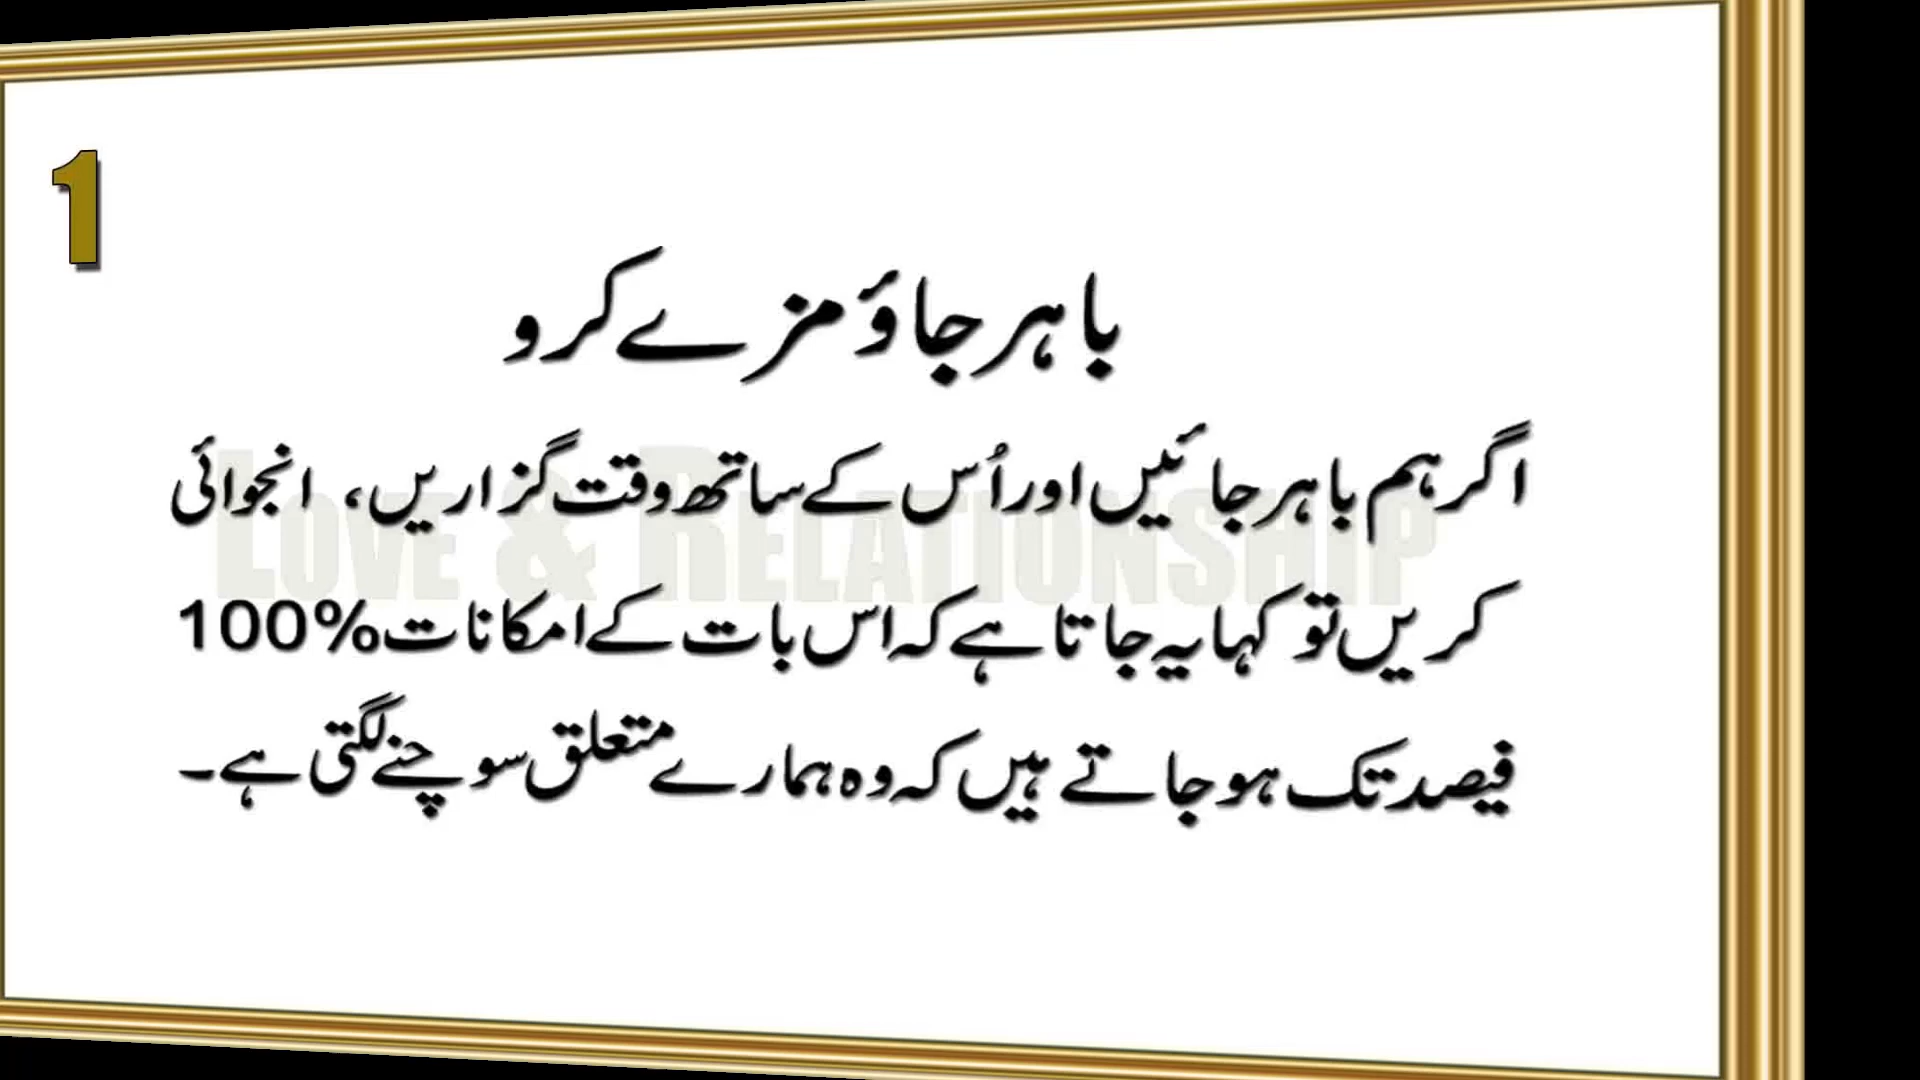 1
باہر جاؤ مزے کرو
اگر ہم باہر جائیں اور اُس کے ساتھ وقت گزاریں، انجوائی
کریں تو کہا یہ جاتا ہے کہ اس بات کے امکانات %100
فیصد تک ہو جاتے ہیں کہ وہ ہمارے متعلق سوچنے لگتی ہے۔
LOVE & RELATIONSHIP